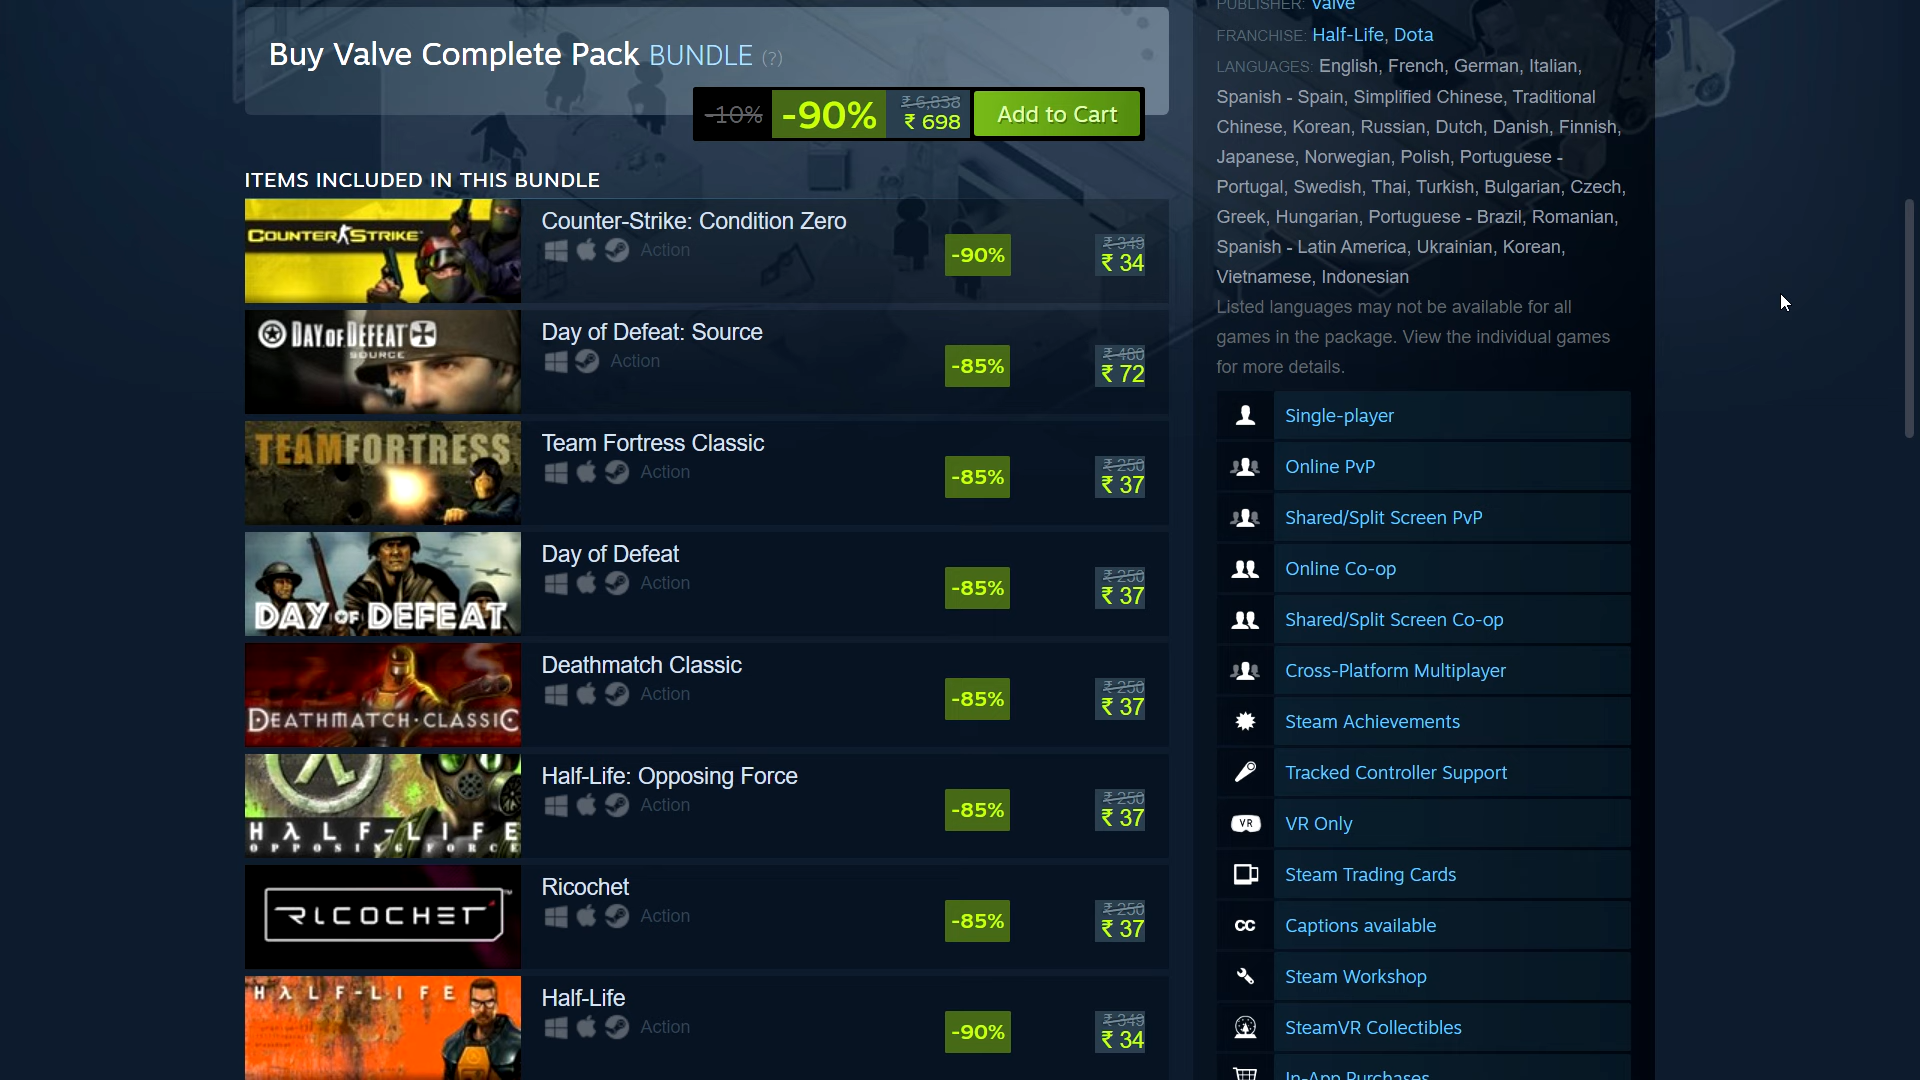 Buy Valve Complete Pack BUNDLE (?)
-10% -90% ₹ 6,838 ₹ 698 Add to Cart
ITEMS INCLUDED IN THIS BUNDLE
COUNTER STRIKE
Counter-Strike: Condition Zero
Action
-90%
₹ 349
₹ 34
DAY OF DEFEAT
SOURCE
Day of Defeat: Source
Action
-85%
₹ 480
₹ 72
TEAM FORTRESS
Team Fortress Classic
Action
-85%
₹ 250
₹ 37
DAY OF DEFEAT
Day of Defeat
Action
-85%
₹ 250
₹ 37
DEATHMATCH·CLASSIC
Deathmatch Classic
Action
-85%
₹ 250
₹ 37
HλLF-LIFE
OPPOSING FORCE
Half-Life: Opposing Force
Action
-85%
₹ 250
₹ 37
RICOCHET™
Ricochet
Action
-85%
₹ 250
₹ 37
HλLF-LIFE
Half-Life
Action
-90%
₹ 349
₹ 34
PUBLISHER: Valve
FRANCHISE: Half-Life, Dota
LANGUAGES: English, French, German, Italian,
Spanish - Spain, Simplified Chinese, Traditional
Chinese, Korean, Russian, Dutch, Danish, Finnish,
Japanese, Norwegian, Polish, Portuguese -
Portugal, Swedish, Thai, Turkish, Bulgarian, Czech,
Greek, Hungarian, Portuguese - Brazil, Romanian,
Spanish - Latin America, Ukrainian, Korean,
Vietnamese, Indonesian
Listed languages may not be available for all
games in the package. View the individual games
for more details.
Single-player
Online PvP
Shared/Split Screen PvP
Online Co-op
Shared/Split Screen Co-op
Cross-Platform Multiplayer
Steam Achievements
Tracked Controller Support
VR VR Only
Steam Trading Cards
CC Captions available
Steam Workshop
SteamVR Collectibles
In-App Purchases